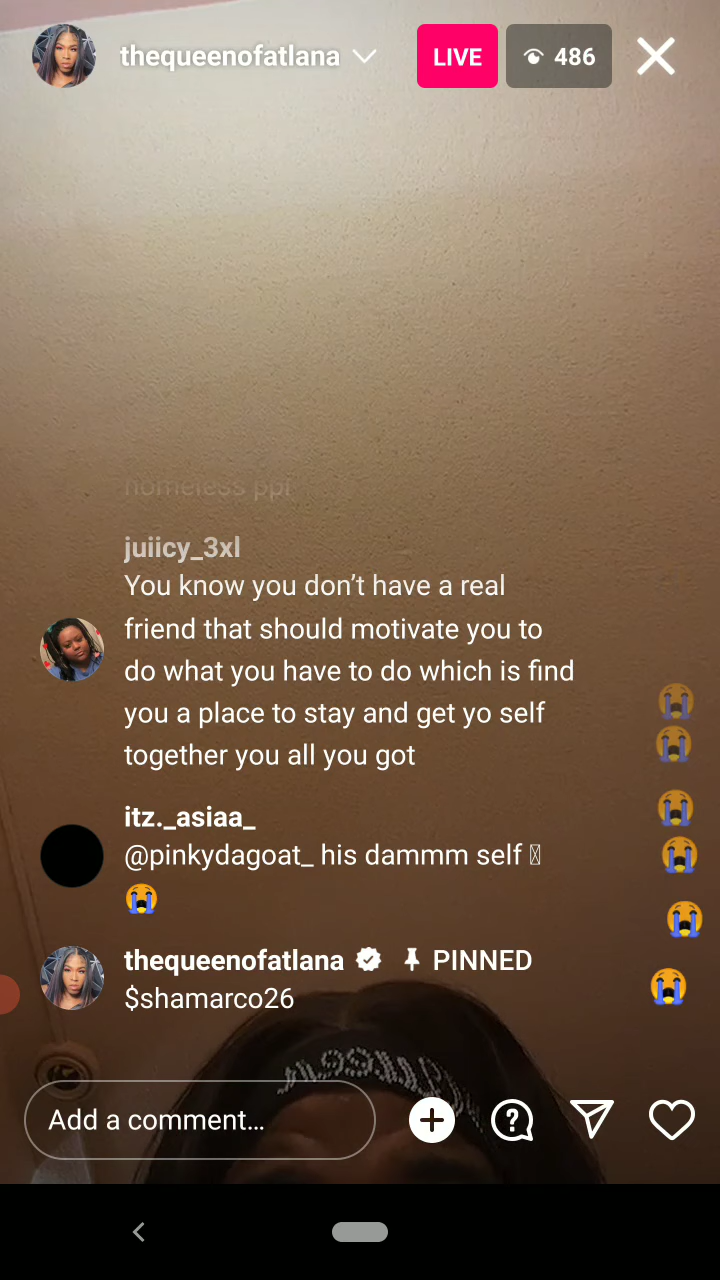 thequeenofatlana
LIVE
486
homeless ppl
juiicy_3xl
You know you don’t have a real
friend that should motivate you to
do what you have to do which is find
you a place to stay and get yo self
together you all you got
itz._asiaa_
@pinkydagoat_ his dammm self
😭
thequeenofatlana PINNED
$shamarco26
Add a comment...